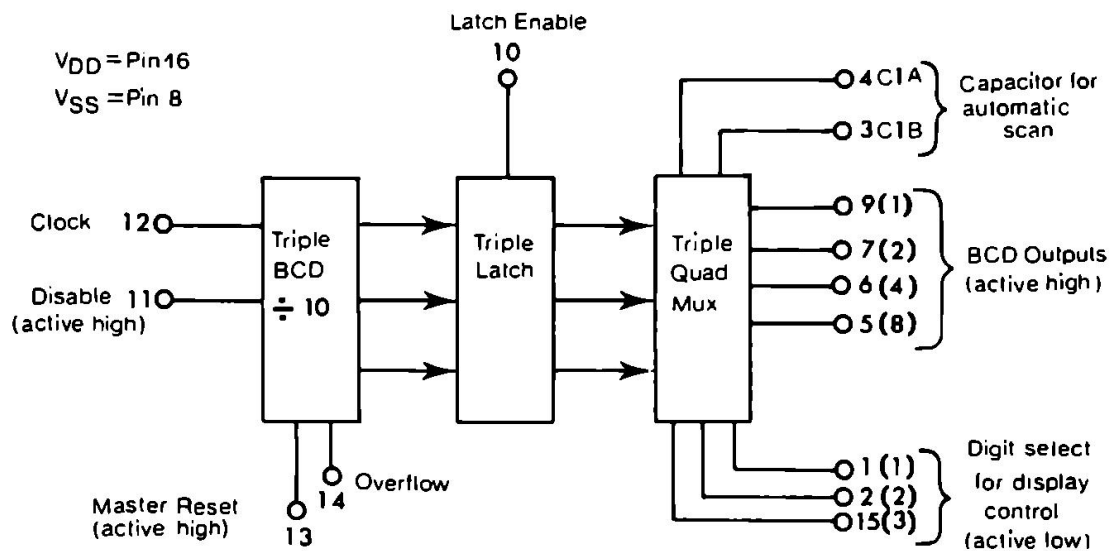 Latch Enable
10
VDD = Pin 16
VSS = Pin 8
4 C1A
3 C1B
Capacitor for
automatic
scan
Clock 12
Disable 11
(active high)
Triple
BCD
÷ 10
Triple
Latch
Triple
Quad
Mux
9(1)
7(2)
6(4)
5(8)
BCD Outputs
(active high)
Master Reset
(active high)
13
14
Overflow
1(1)
2(2)
15(3)
Digit select
for display
control
(active low)